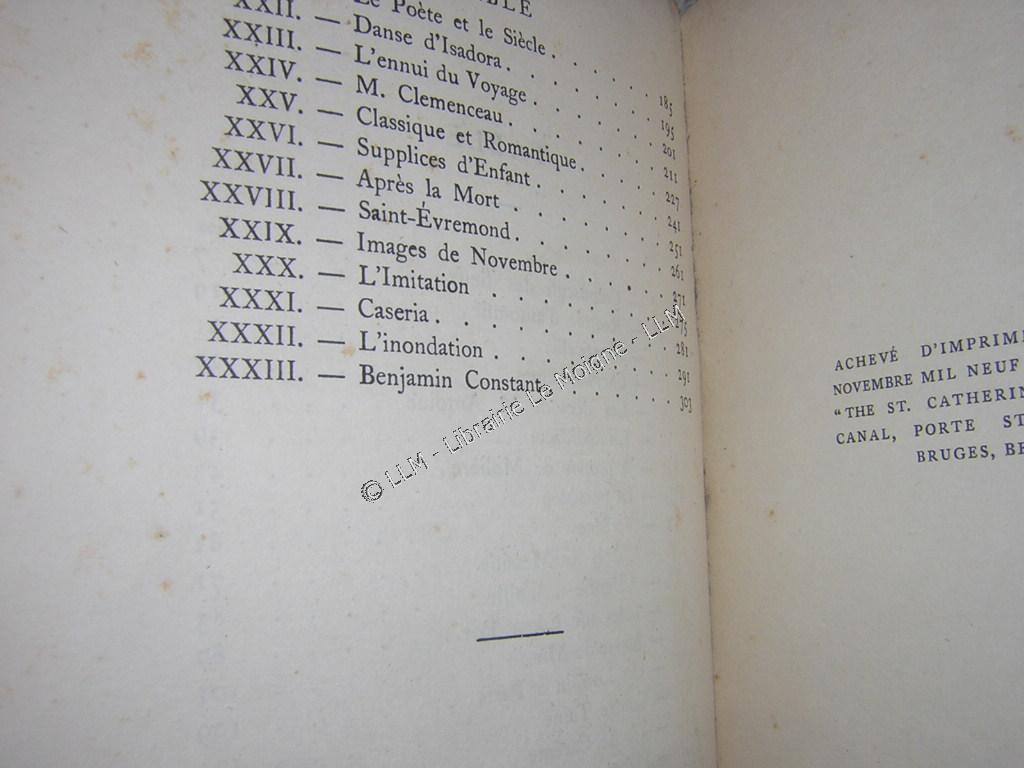 Le Poète et le Siècle . . . . . 185
XXII. — Danse d'Isadora . . . . . . . 195
XXIII. — L'ennui du Voyage . . . . . . 201
XXIV. — M. Clemenceau . . . . . . . 211
XXV. — Classique et Romantique . . . . 227
XXVI. — Supplices d'Enfant . . . . . . 241
XXVII. — Après la Mort . . . . . . . 251
XXVIII. — Saint-Évremond . . . . . . . 261
XXIX. — Images de Novembre . . . . . 271
XXX. — L'Imitation . . . . . . . . 275
XXXI. — Caseria . . . . . . . . . 281
XXXII. — L'inondation . . . . . . . 291
XXXIII. — Benjamin Constant . . . . . . 303
© LLM - Librairie Le Moigne - LLM
ACHEVÉ D'IMPRIM
NOVEMBRE MIL NEUF
"THE ST. CATHERIN
CANAL, PORTE ST
BRUGES, BE